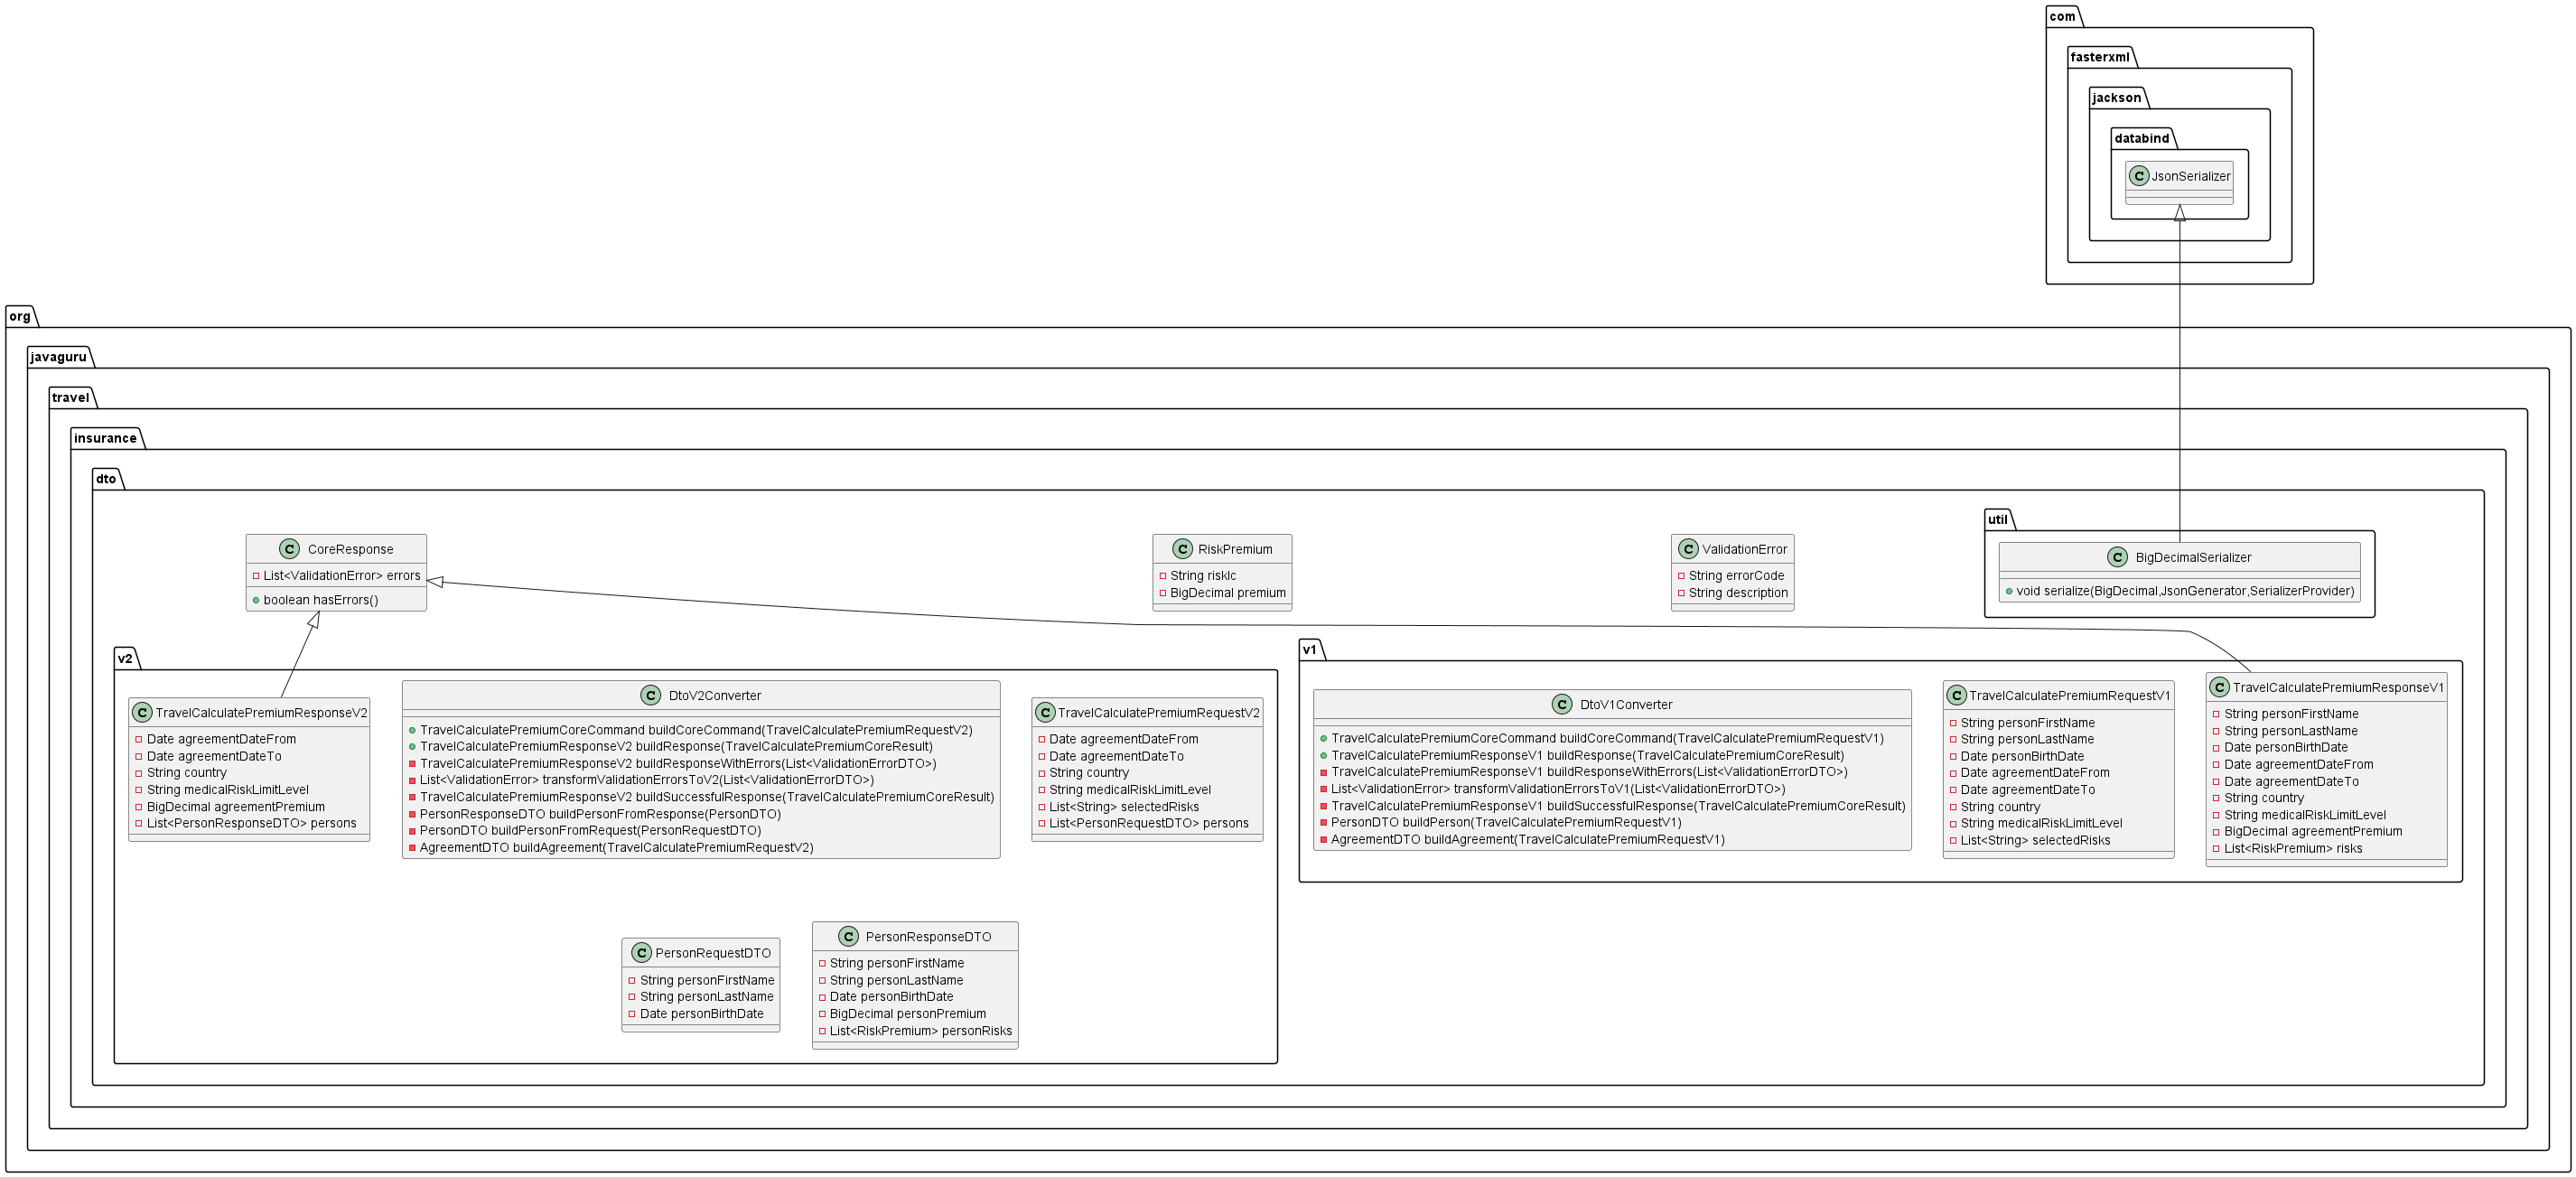 com
fasterxml
jackson
databind
C JsonSerializer
org
javaguru
travel
insurance
dto
C CoreResponse
List<ValidationError> errors
boolean hasErrors()
C RiskPremium
String riskIc
BigDecimal premium
C ValidationError
String errorCode
String description
util
C BigDecimalSerializer
void serialize(BigDecimal,JsonGenerator,SerializerProvider)
v2
C TravelCalculatePremiumResponseV2
Date agreementDateFrom
Date agreementDateTo
String country
String medicalRiskLimitLevel
BigDecimal agreementPremium
List<PersonResponseDTO> persons
C DtoV2Converter
TravelCalculatePremiumCoreCommand buildCoreCommand(TravelCalculatePremiumRequestV2)
TravelCalculatePremiumResponseV2 buildResponse(TravelCalculatePremiumCoreResult)
TravelCalculatePremiumResponseV2 buildResponseWithErrors(List<ValidationErrorDTO>)
List<ValidationError> transformValidationErrorsToV2(List<ValidationErrorDTO>)
TravelCalculatePremiumResponseV2 buildSuccessfulResponse(TravelCalculatePremiumCoreResult)
PersonResponseDTO buildPersonFromResponse(PersonDTO)
PersonDTO buildPersonFromRequest(PersonRequestDTO)
AgreementDTO buildAgreement(TravelCalculatePremiumRequestV2)
C TravelCalculatePremiumRequestV2
Date agreementDateFrom
Date agreementDateTo
String country
String medicalRiskLimitLevel
List<String> selectedRisks
List<PersonRequestDTO> persons
C PersonRequestDTO
String personFirstName
String personLastName
Date personBirthDate
C PersonResponseDTO
String personFirstName
String personLastName
Date personBirthDate
BigDecimal personPremium
List<RiskPremium> personRisks
v1
C DtoV1Converter
TravelCalculatePremiumCoreCommand buildCoreCommand(TravelCalculatePremiumRequestV1)
TravelCalculatePremiumResponseV1 buildResponse(TravelCalculatePremiumCoreResult)
TravelCalculatePremiumResponseV1 buildResponseWithErrors(List<ValidationErrorDTO>)
List<ValidationError> transformValidationErrorsToV1(List<ValidationErrorDTO>)
TravelCalculatePremiumResponseV1 buildSuccessfulResponse(TravelCalculatePremiumCoreResult)
PersonDTO buildPerson(TravelCalculatePremiumRequestV1)
AgreementDTO buildAgreement(TravelCalculatePremiumRequestV1)
C TravelCalculatePremiumRequestV1
String personFirstName
String personLastName
Date personBirthDate
Date agreementDateFrom
Date agreementDateTo
String country
String medicalRiskLimitLevel
List<String> selectedRisks
C TravelCalculatePremiumResponseV1
String personFirstName
String personLastName
Date personBirthDate
Date agreementDateFrom
Date agreementDateTo
String country
String medicalRiskLimitLevel
BigDecimal agreementPremium
List<RiskPremium> risks